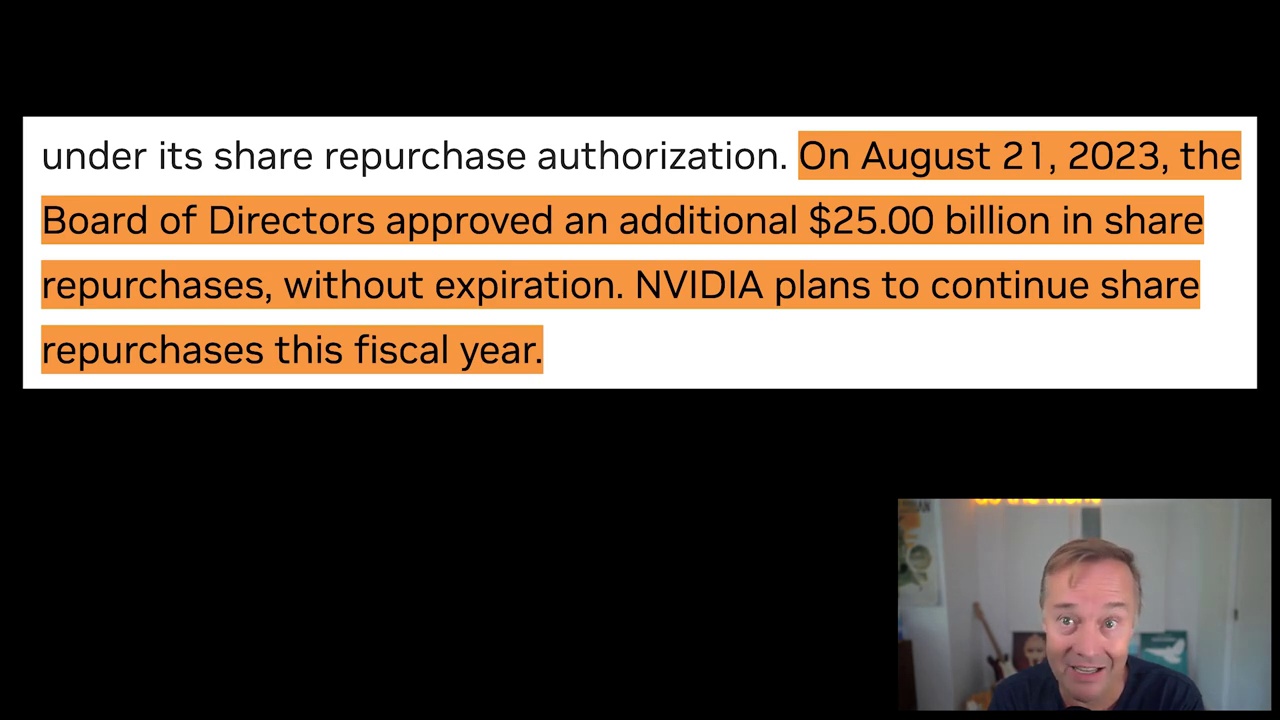 under its share repurchase authorization. On August 21, 2023, the
Board of Directors approved an additional $25.00 billion in share
repurchases, without expiration. NVIDIA plans to continue share
repurchases this fiscal year.